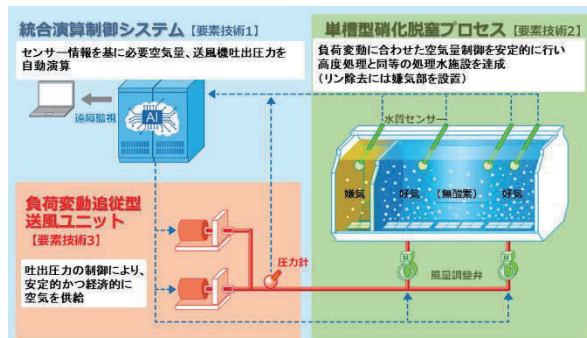 統合演算制御システム【要素技術1】
センサー情報を基に必要空気量、送風機吐出圧力を
自動演算
遠隔監視
AI
単槽型硝化脱窒プロセス【要素技術2】
負荷変動に合わせた空気量制御を安定的に行い
高度処理と同等の処理水施設を達成
(リン除去には嫌気部を設置)
水質センサー
嫌気
好気
(無酸素)
好気
M
M
風量調整弁
負荷変動追従型
送風ユニット
【要素技術3】
吐出圧力の制御により、
安定的かつ経済的に
空気を供給
圧力計